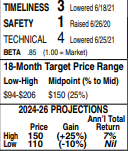 TIMELINESS 3 Lowered 6/18/21
SAFETY 1 Raised 6/26/20
TECHNICAL 4 Lowered 6/25/21
BETA .85 (1.00 = Market)
18-Month Target Price Range
Low-High Midpoint (% to Mid)
$94-$206 $150 (25%)
2024-26 PROJECTIONS
Ann'l Total
Price Gain Return
High 150 (+25%) 7%
Low 110 (-10%) Nil